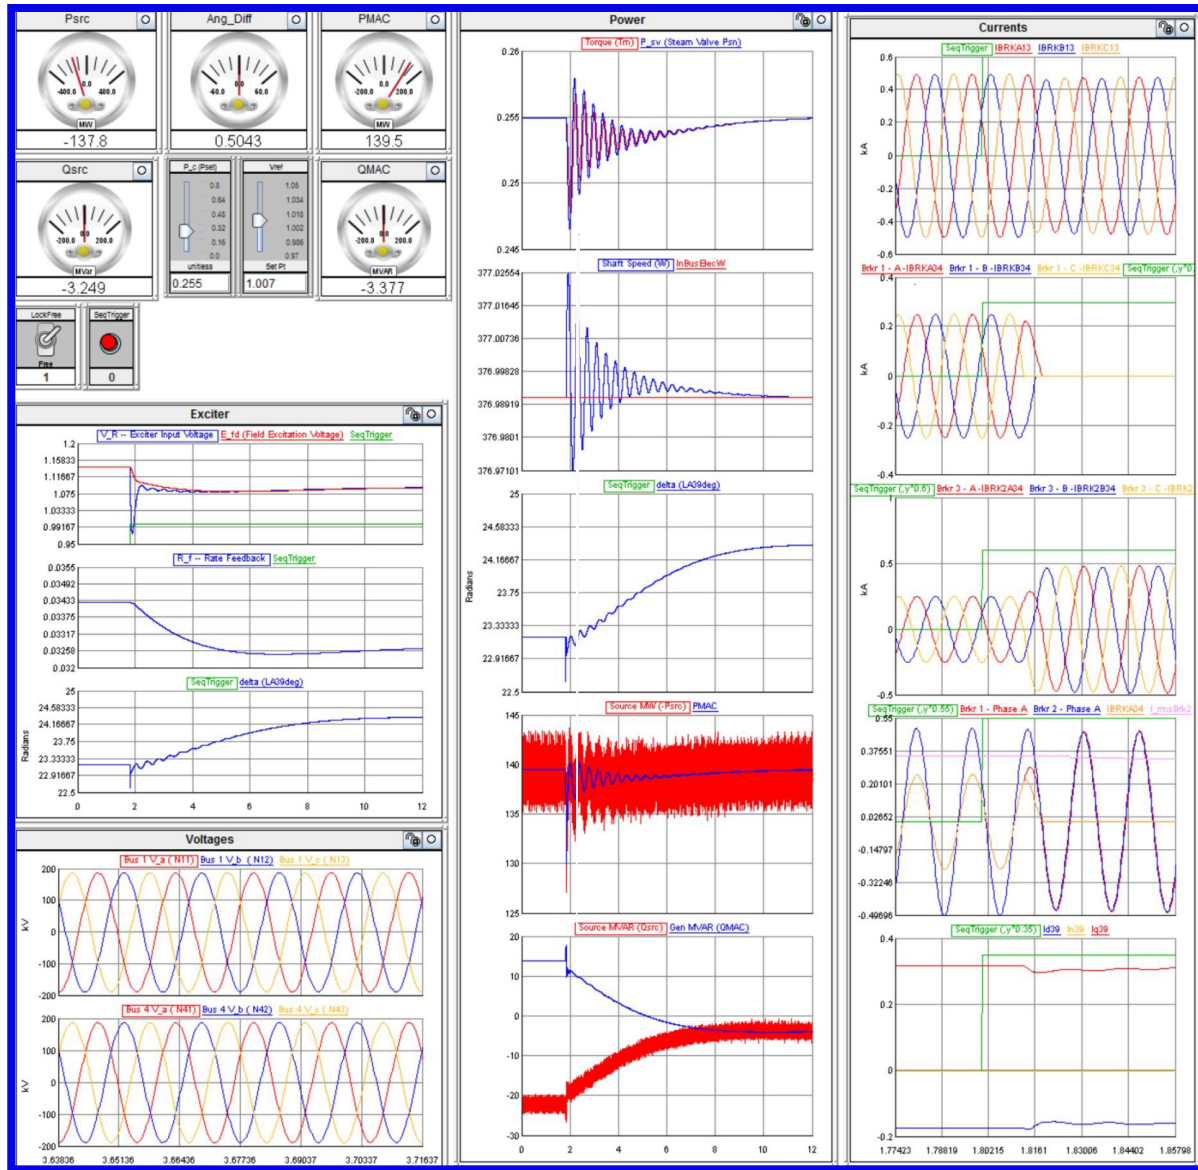 Psrc
-400.0 0.0 400.0
MW
-137.8
Ang_Diff
-60.0 0.0 60.0
0.5043
PMAC
-200.0 0.0 200.0
MW
139.5
Qsrc
-200.0 0.0 200.0
MVar
-3.249
P_c (Pset)
0.8
0.64
0.48
0.32
0.16
0.0
unitless
0.255
Vref
1.05
1.034
1.018
1.002
0.986
0.97
Set Pt
1.007
QMAC
-200.0 0.0 200.0
MVAR
-3.377
LockFree
Free
1
SeqTrigger
0
Exciter
V_R -- Exciter Input Voltage E_fd (Field Excitation Voltage) SeqTrigger
1.2
1.15833
1.11667
1.075
1.03333
0.99167
0.95
R_f -- Rate Feedback SeqTrigger
0.0355
0.03492
0.03433
0.03375
0.03317
0.03258
0.032
SeqTrigger delta (LA39deg)
Radians
25
24.58333
24.16667
23.75
23.33333
22.91667
22.5
0 2 4 6 8 10 12
Voltages
Bus 1 V_a ( N11) Bus 1 V_b ( N12) Bus 1 V_c ( N13)
kV
200
100
0
-100
-200
Bus 4 V_a ( N41) Bus 4 V_b ( N42) Bus 4 V_c ( N43)
kV
200
100
0
-100
-200
3.63836 3.65136 3.66436 3.67736 3.69037 3.70337 3.71637
Power
Torque (Tm) P_sv (Steam Valve Psn)
0.26
0.255
0.25
0.245
Shaft Speed (W) InBusElecW
377.02554
377.01645
377.00736
376.99828
376.98919
376.9801
376.97101
SeqTrigger delta (LA39deg)
Radians
25
24.58333
24.16667
23.75
23.33333
22.91667
22.5
Source MW (-Psrc) PMAC
145
140
135
130
125
Source MVAR (Qsrc) Gen MVAR (QMAC)
20
10
0
-10
-20
-30
0 2 4 6 8 10 12
Currents
SeqTrigger IBRKA13 IBRKB13 IBRKC13
kA
0.6
0.4
0.2
0
-0.2
-0.4
-0.6
Brkr 1 - A -IBRKA34 Brkr 1 - B -IBRKB34 Brkr 1 - C -IBRKC34 SeqTrigger (,y*0.
kA
0.4
0.2
0
-0.2
-0.4
SeqTrigger (,y*0.6) Brkr 3 - A -IBRK2A34 Brkr 3 - B -IBRK2B34 Brkr 3 - C -IBRK2
kA
1
0.5
0
-0.5
SeqTrigger (,y*0.55) Brkr 1 - Phase A Brkr 2 - Phase A IBRKA34 I_rmsBrk2
0.55
0.37551
0.20101
0.02652
-0.14797
-0.32246
-0.49696
SeqTrigger (,y*0.35) Id39 In39 Iq39
0.4
0.2
0
-0.2
1.77423 1.78819 1.80215 1.8161 1.83006 1.84402 1.85798